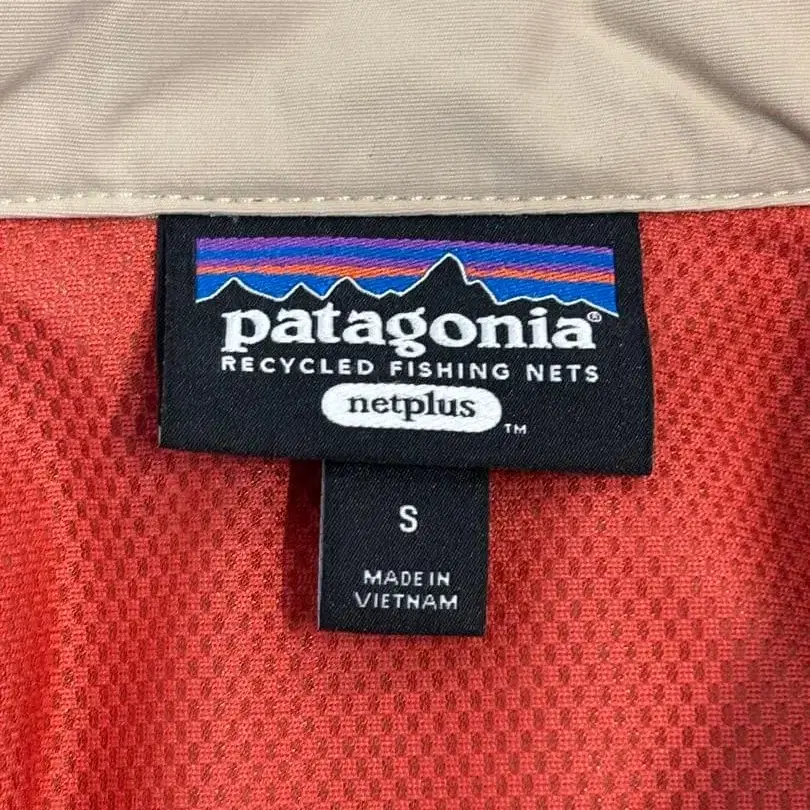 patagonia®
RECYCLED FISHING NETS
netplus™
S
MADE IN
VIETNAM